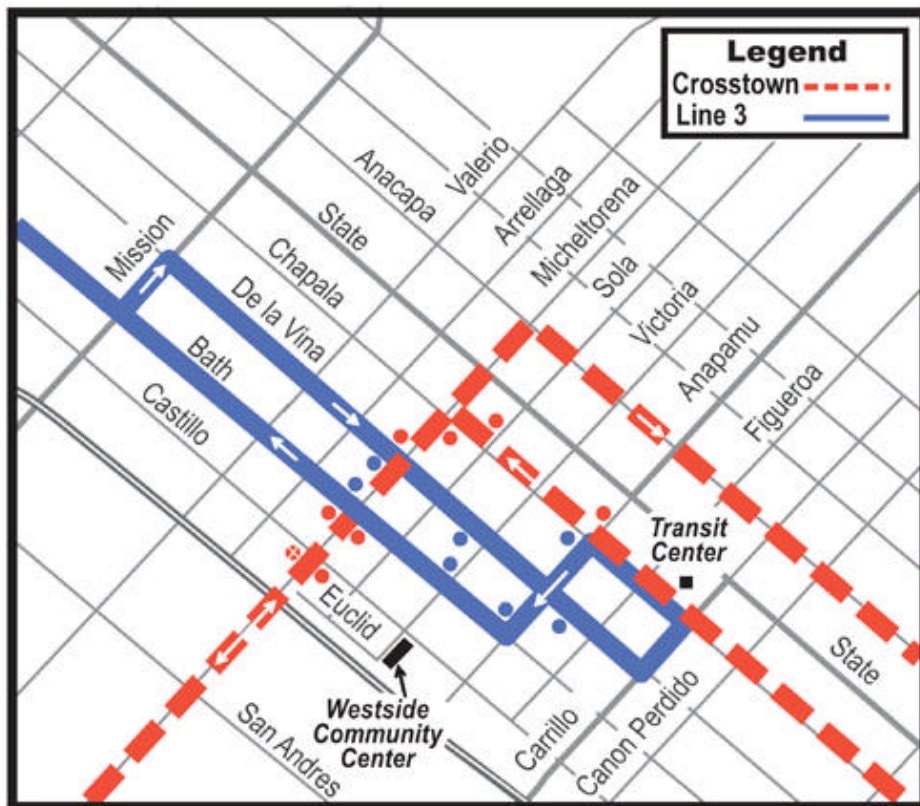 Legend
Crosstown
Line 3
Valerio
Anacapa
Arrellaga
State
Micheltorena
Mission
Chapala
Sola
De la Vina
Victoria
Anapamu
Bath
Figueroa
Castillo
Transit
Center
Euclid
State
Westside
Community
Center
San Andres
Carrillo
Canon Perdido